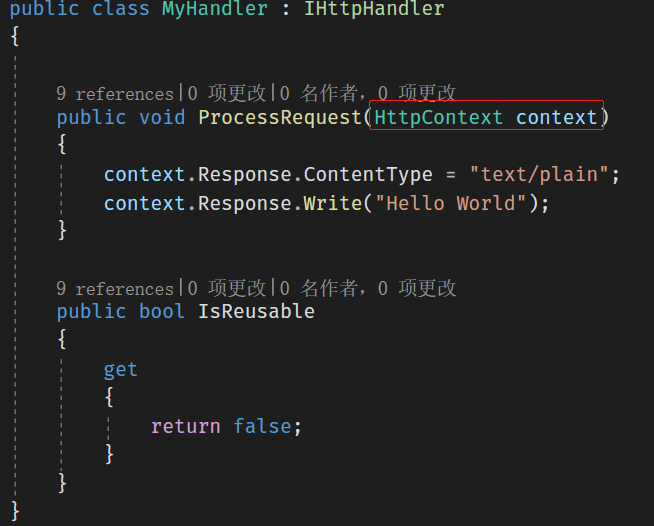 public class MyHandler : IHttpHandler
{
9 references|0 项更改|0 名作者, 0 项更改
public void ProcessRequest(HttpContext context)
{
context.Response.ContentType = "text/plain";
context.Response.Write("Hello World");
}
9 references|0 项更改|0 名作者, 0 项更改
public bool IsReusable
{
get
{
return false;
}
}
}